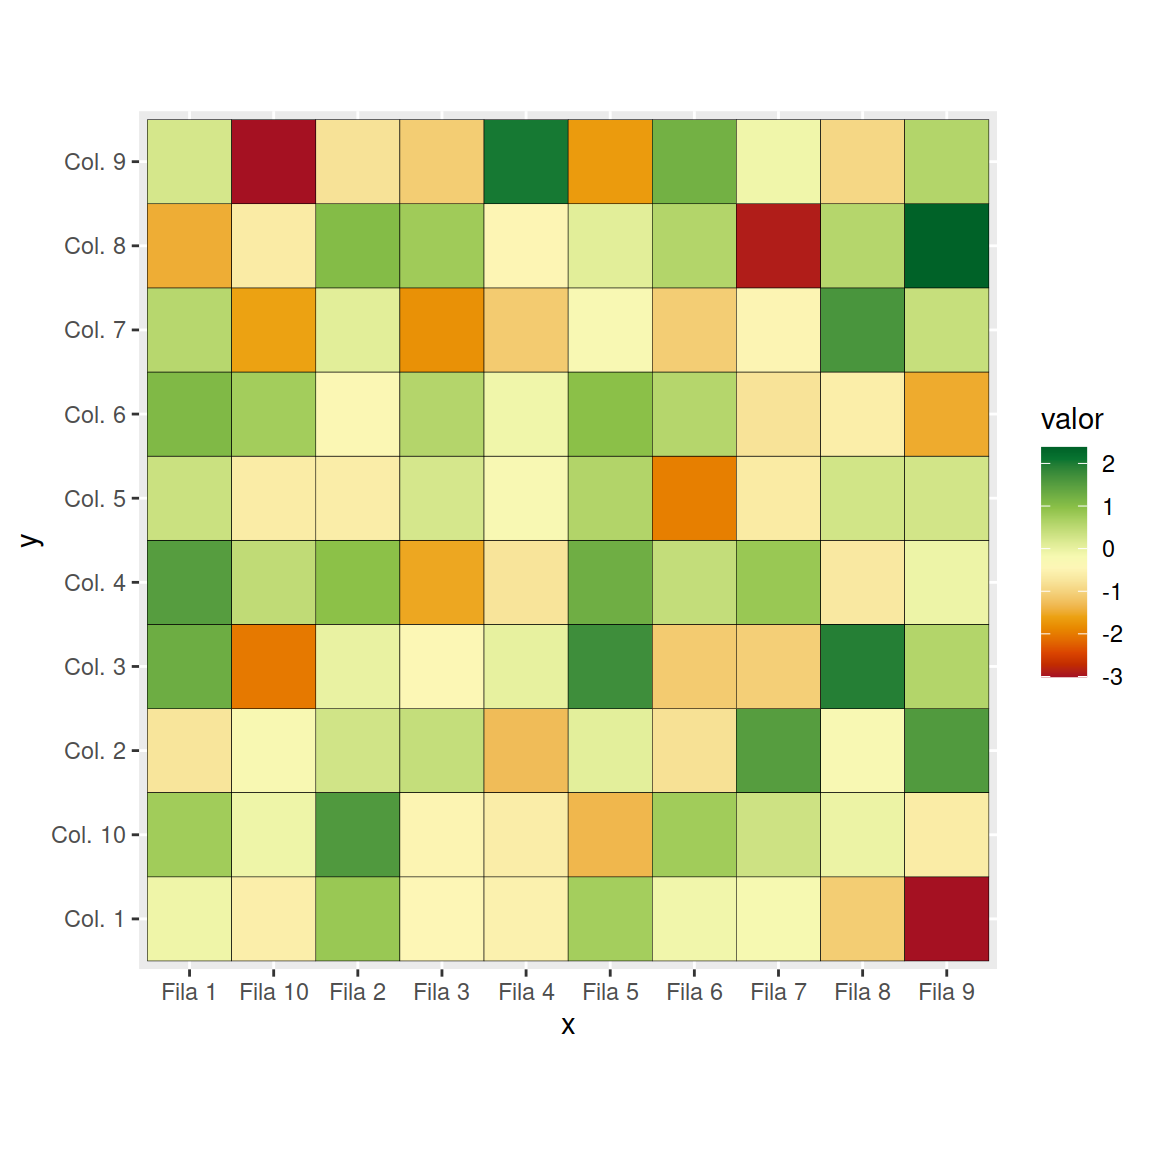 Col. 9
Col. 8
Col. 7
Col. 6
Col. 5
Col. 4
Col. 3
Col. 2
Col. 10
Col. 1
y
Fila 1 Fila 10 Fila 2 Fila 3 Fila 4 Fila 5 Fila 6 Fila 7 Fila 8 Fila 9
x
valor
2
1
0
-1
-2
-3